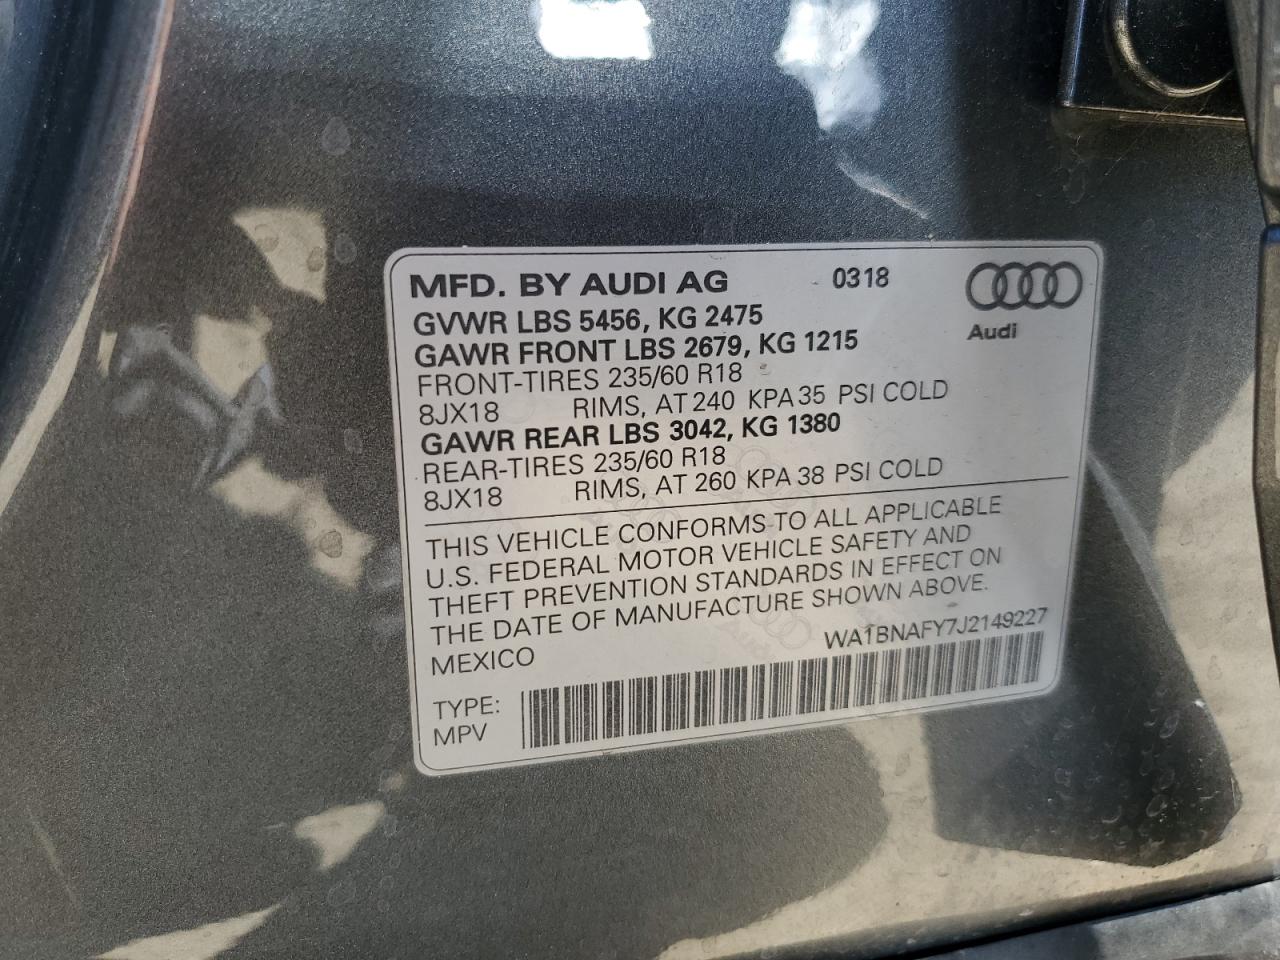 MFD. BY AUDI AG 0318
Audi
GVWR LBS 5456, KG 2475
GAWR FRONT LBS 2679, KG 1215
FRONT-TIRES 235/60 R18
8JX18 RIMS, AT 240 KPA 35 PSI COLD
GAWR REAR LBS 3042, KG 1380
REAR-TIRES 235/60 R18
8JX18 RIMS, AT 260 KPA 38 PSI COLD
THIS VEHICLE CONFORMS TO ALL APPLICABLE
U.S. FEDERAL MOTOR VEHICLE SAFETY AND
THEFT PREVENTION STANDARDS IN EFFECT ON
THE DATE OF MANUFACTURE SHOWN ABOVE.
MEXICO WA1BNAFY7J2149227
TYPE:
MPV